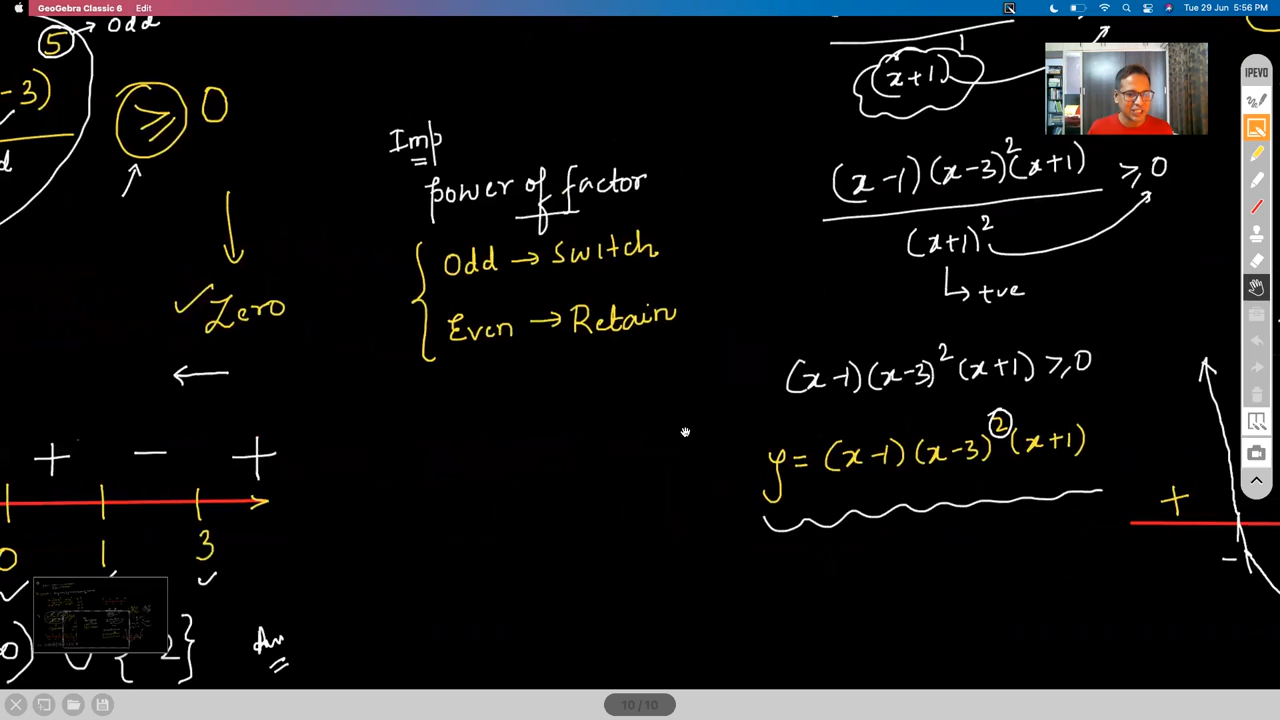 GeoGebra Classic 6 Edit
Tue 29 Jun 5:56 PM
IPEVO
5 → Odd
-3)
d
≥ 0
✓ Zero
←
+ - +
0 1 3
0) ∪ { 2}
Imp
power of factor
Odd → Switch
Even → Retain
(x+1)
(x-1)(x-3)²(x+1) ≥0
(x+1)²
↳ +ve
(x-1)(x-3)²(x+1) ≥0
y = (x-1)(x-3)²(x+1)
+
-
10 / 10